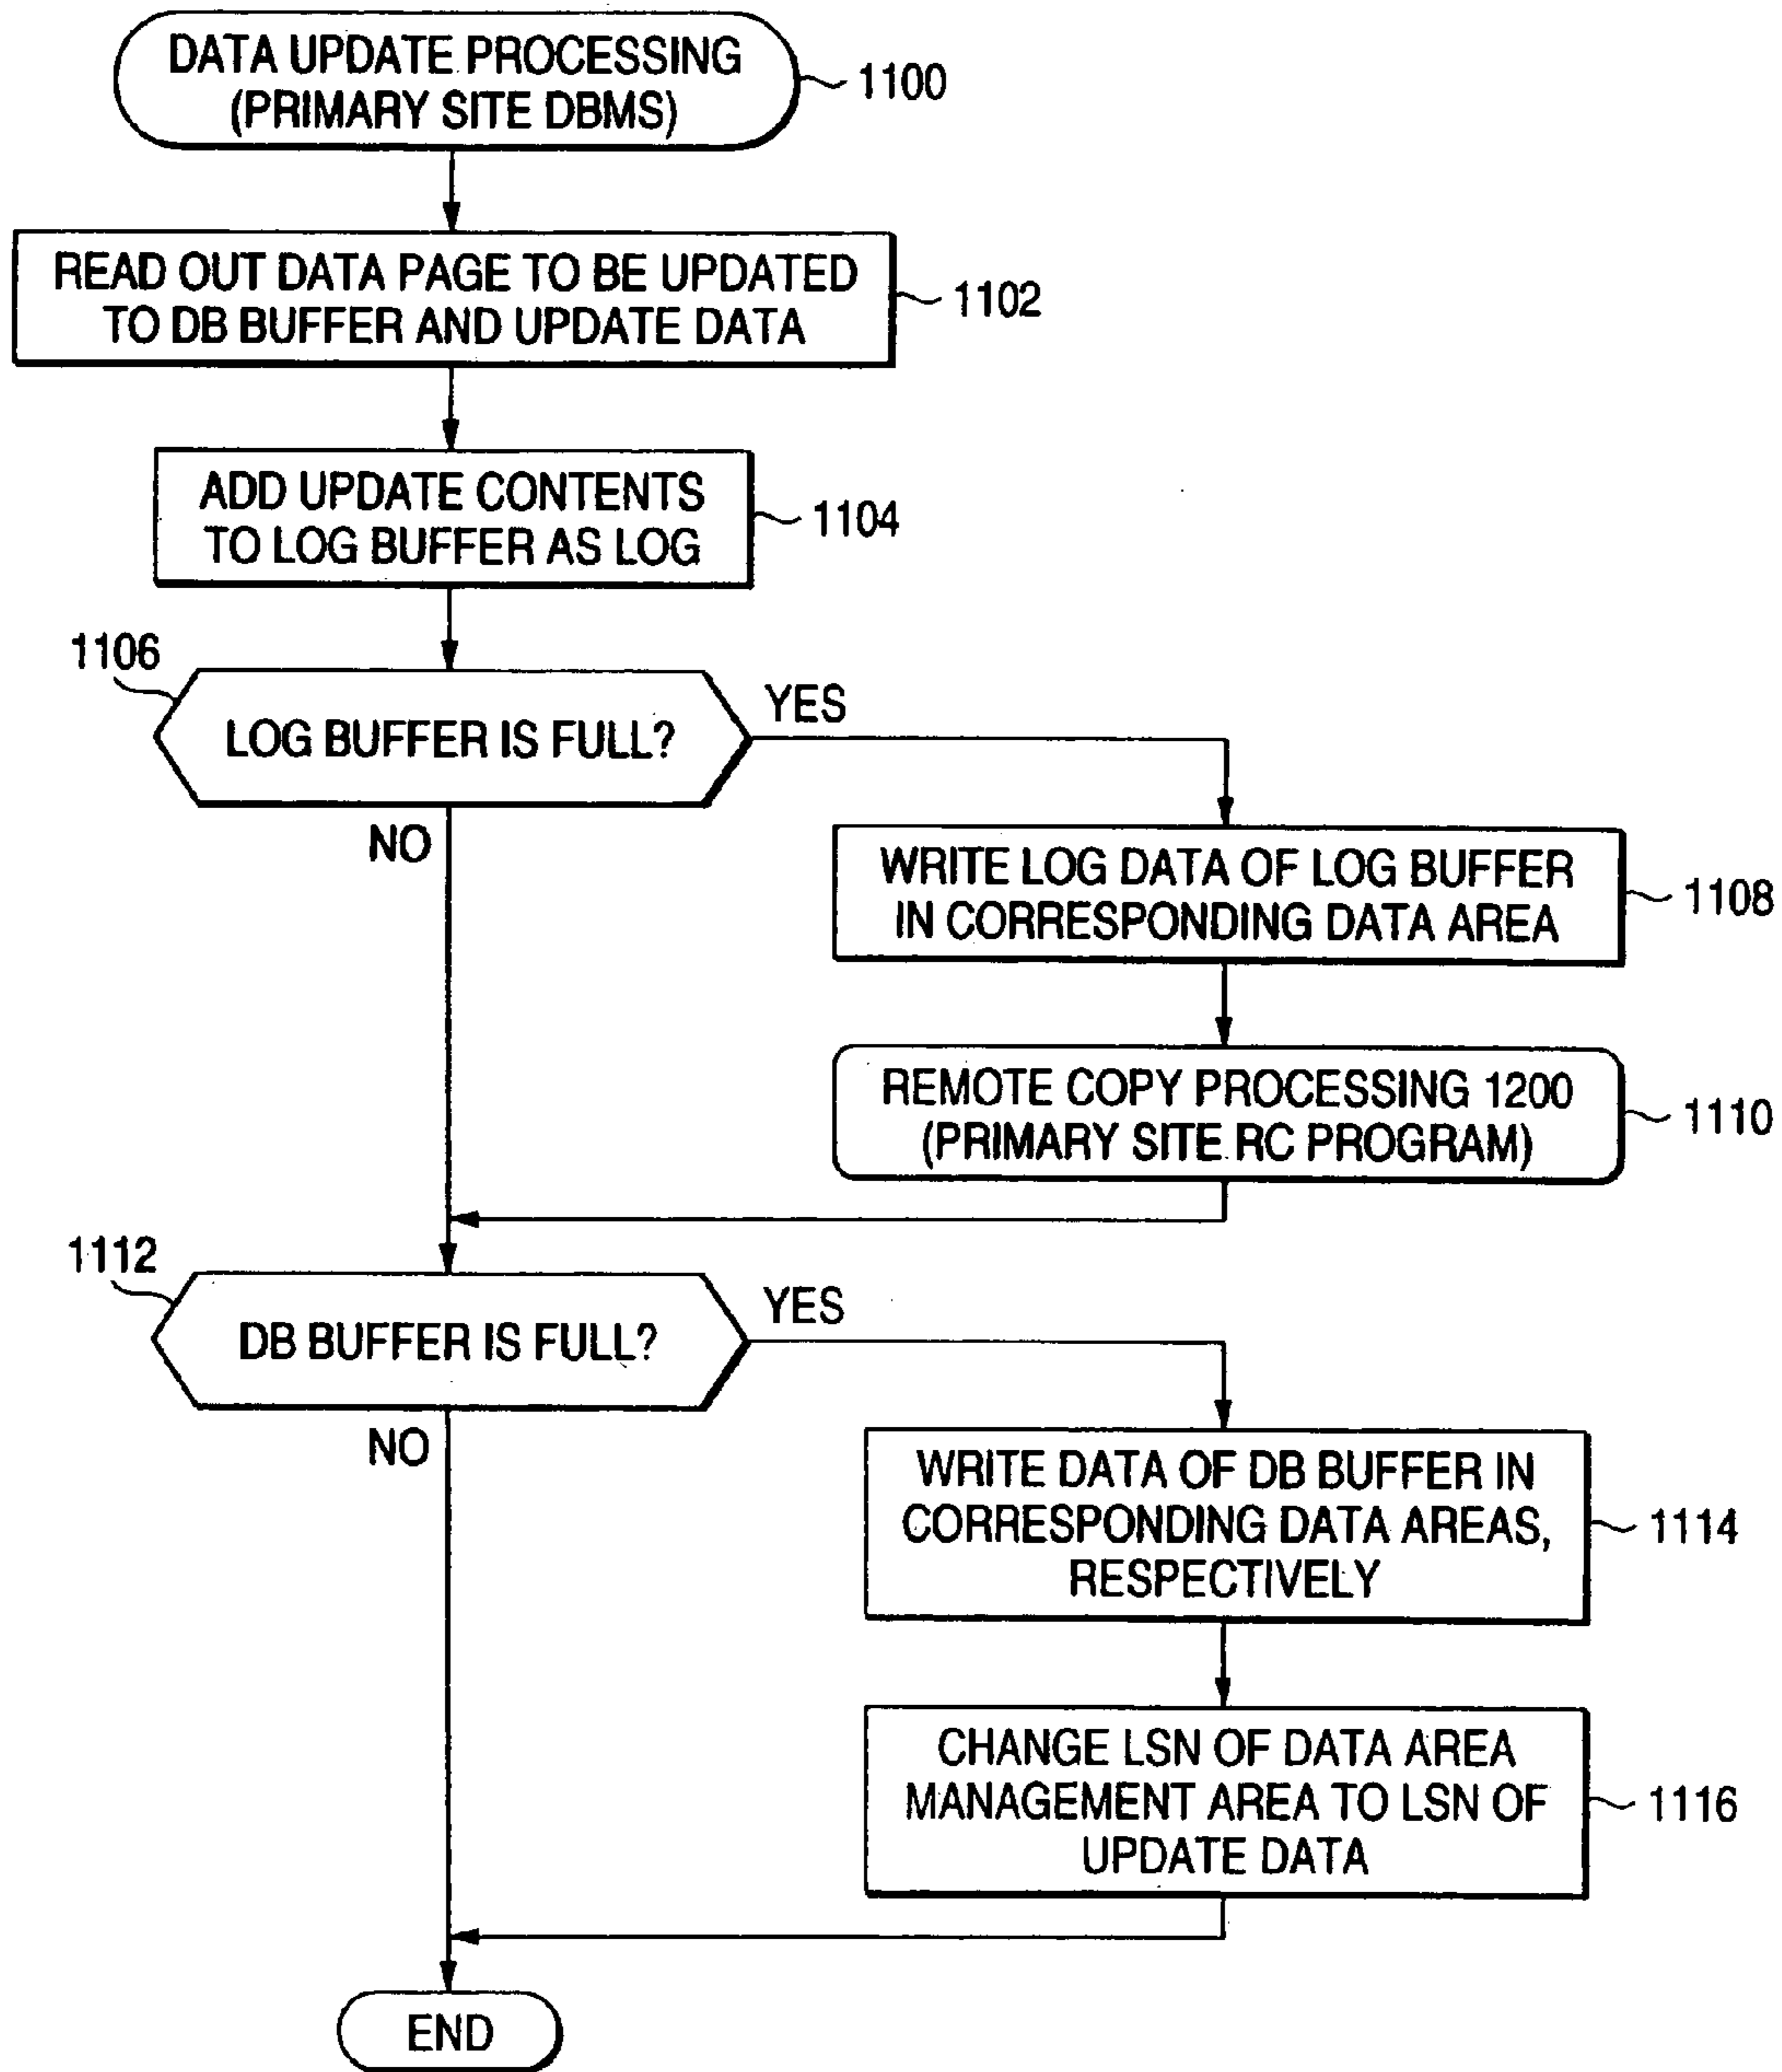 DATA UPDATE PROCESSING
(PRIMARY SITE DBMS)
1100
READ OUT DATA PAGE TO BE UPDATED
TO DB BUFFER AND UPDATE DATA
1102
ADD UPDATE CONTENTS
TO LOG BUFFER AS LOG
1104
1106
LOG BUFFER IS FULL?
YES
NO
WRITE LOG DATA OF LOG BUFFER
IN CORRESPONDING DATA AREA
1108
REMOTE COPY PROCESSING 1200
(PRIMARY SITE RC PROGRAM)
1110
1112
DB BUFFER IS FULL?
YES
NO
WRITE DATA OF DB BUFFER IN
CORRESPONDING DATA AREAS,
RESPECTIVELY
1114
CHANGE LSN OF DATA AREA
MANAGEMENT AREA TO LSN OF
UPDATE DATA
1116
END